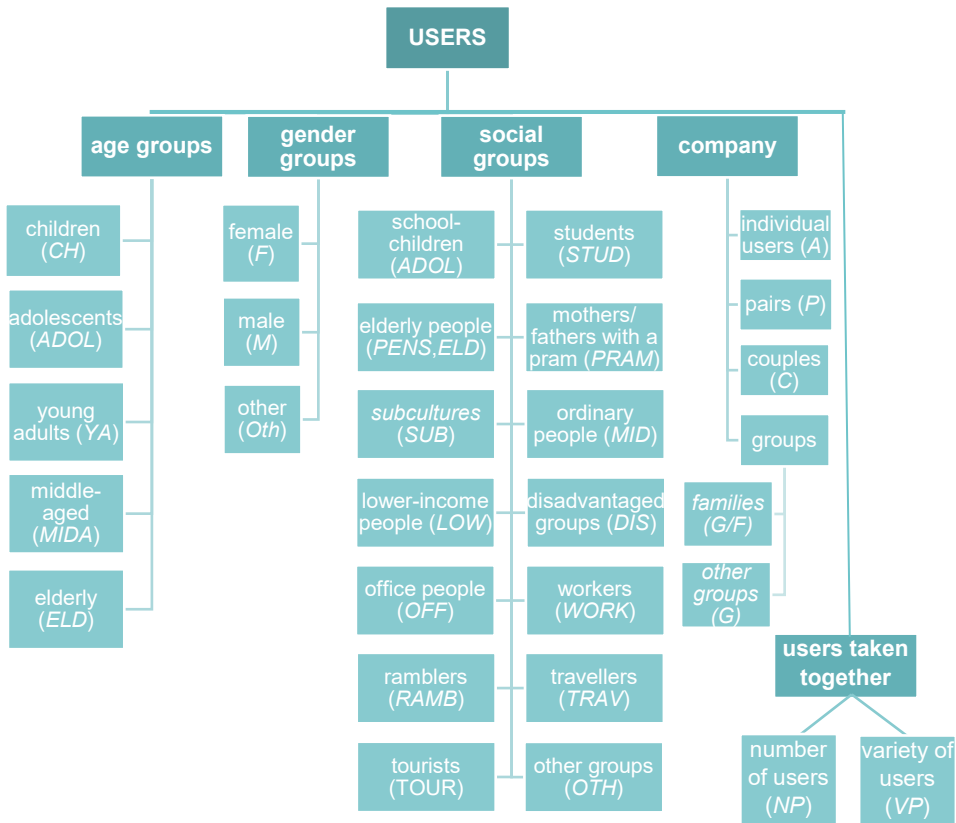 USERS
age groups
children
(CH)
adolescents
(ADOL)
young
adults (YA)
middle-
aged
(MIDA)
elderly
(ELD)
gender
groups
female
(F)
male
(M)
other
(Oth)
social
groups
school-
children
(ADOL)
students
(STUD)
elderly people
(PENS,ELD)
mothers/
fathers with a
pram (PRAM)
subcultures
(SUB)
ordinary
people (MID)
lower-income
people (LOW)
disadvantaged
groups (DIS)
office people
(OFF)
workers
(WORK)
ramblers
(RAMB)
travellers
(TRAV)
tourists
(TOUR)
other groups
(OTH)
company
individual
users (A)
pairs (P)
couples
(C)
groups
families
(G/F)
other
groups
(G)
users taken
together
number
of users
(NP)
variety of
users
(VP)